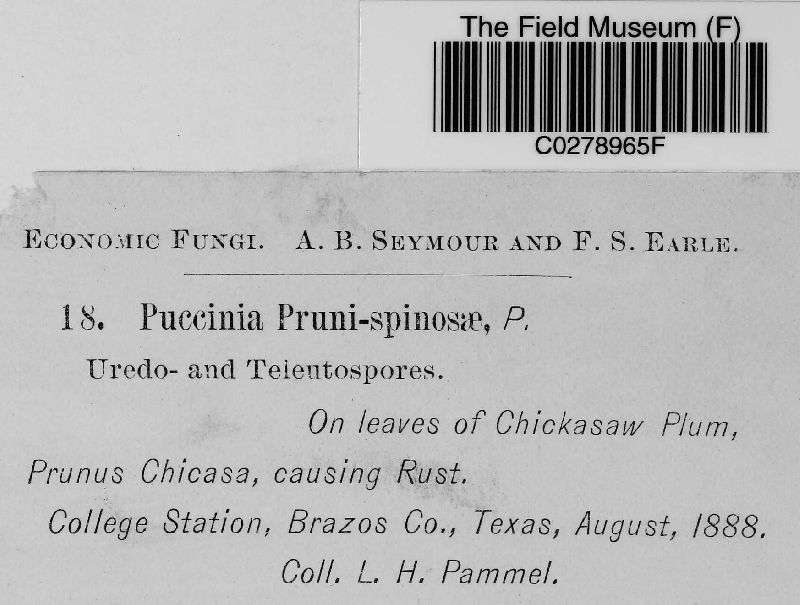 The Field Museum (F)
C0278965F
Economic Fungi. A. B. Seymour and F. S. Earle.
18. Puccinia Pruni-spinosæ, P.
Uredo- and Teleutospores.
On leaves of Chickasaw Plum,
Prunus Chicasa, causing Rust.
College Station, Brazos Co., Texas, August, 1888.
Coll. L. H. Pammel.